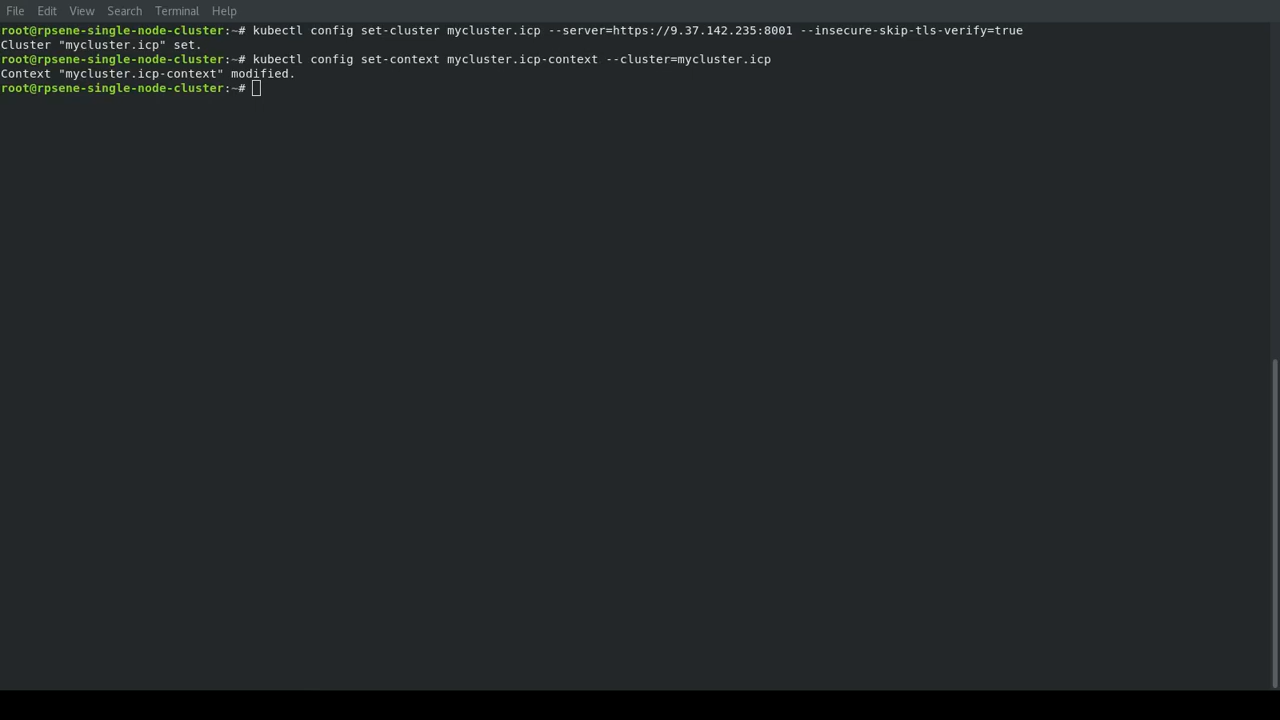 File Edit View Search Terminal Help
root@rpsene-single-node-cluster:~# kubectl config set-cluster mycluster.icp --server=https://9.37.142.235:8001 --insecure-skip-tls-verify=true
Cluster "mycluster.icp" set.
root@rpsene-single-node-cluster:~# kubectl config set-context mycluster.icp-context --cluster=mycluster.icp
Context "mycluster.icp-context" modified.
root@rpsene-single-node-cluster:~#